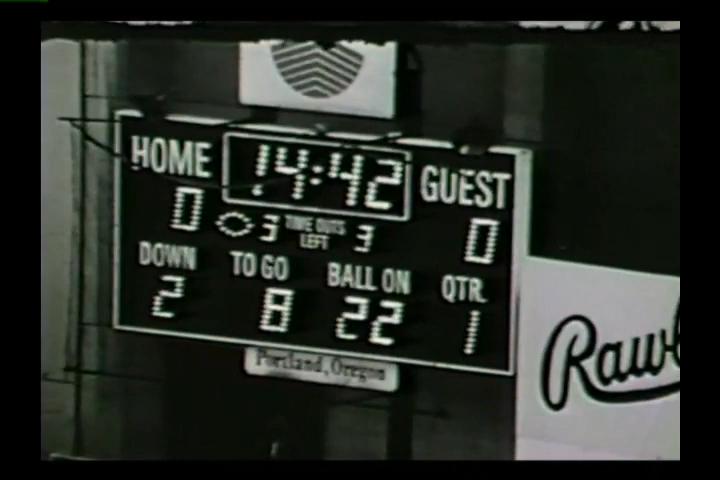 HOME 14:42 GUEST
0 3 TIME OUTS LEFT 3 0
DOWN TO GO BALL ON QTR.
2 8 22 1
Portland, Oregon
Rawl